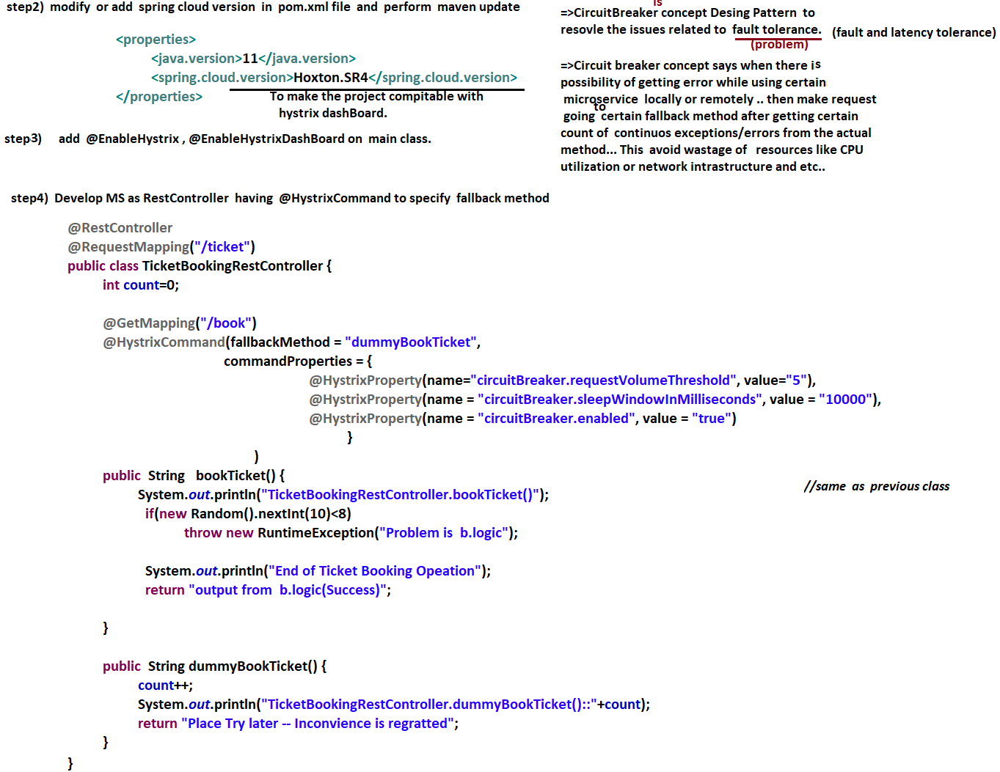 step2) modify or add spring cloud version in pom.xml file and perform maven update
<properties>
<java.version>11</java.version>
<spring.cloud.version>Hoxton.SR4</spring.cloud.version>
</properties>
To make the project compitable with
hystrix dashBoard.
step3) add @EnableHystrix , @EnableHystrixDashBoard on main class.
is
=>CircuitBreaker concept Desing Pattern to
resovle the issues related to fault tolerance. (fault and latency tolerance)
(problem)
=>Circuit breaker concept says when there is
possibility of getting error while using certain
microservice locally or remotely .. then make request
to
going certain fallback method after getting certain
count of continuos exceptions/errors from the actual
method... This avoid wastage of resources like CPU
utilization or network intrastructure and etc..
step4) Develop MS as RestController having @HystrixCommand to specify fallback method
@RestController
@RequestMapping("/ticket")
public class TicketBookingRestController {
int count=0;
@GetMapping("/book")
@HystrixCommand(fallbackMethod = "dummyBookTicket",
commandProperties = {
@HystrixProperty(name="circuitBreaker.requestVolumeThreshold", value="5"),
@HystrixProperty(name = "circuitBreaker.sleepWindowInMilliseconds", value = "10000"),
@HystrixProperty(name = "circuitBreaker.enabled", value = "true")
}
)
public String bookTicket() {
//same as previous class
System.out.println("TicketBookingRestController.bookTicket()");
if(new Random().nextInt(10)<8)
throw new RuntimeException("Problem is b.logic");
System.out.println("End of Ticket Booking Opeation");
return "output from b.logic(Success)";
}
public String dummyBookTicket() {
count++;
System.out.println("TicketBookingRestController.dummyBookTicket()::"+count);
return "Place Try later -- Inconvience is regratted";
}
}